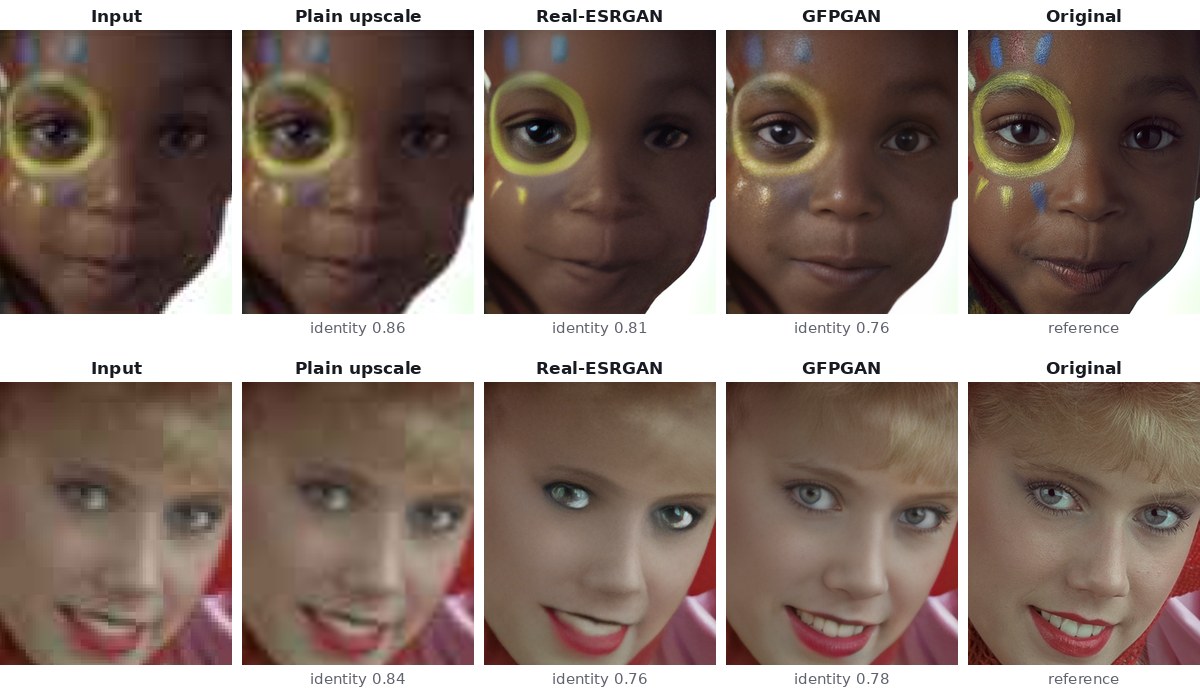 Input Plain upscale Real-ESRGAN GFPGAN Original
identity 0.86 identity 0.81 identity 0.76 reference
Input Plain upscale Real-ESRGAN GFPGAN Original
identity 0.84 identity 0.76 identity 0.78 reference